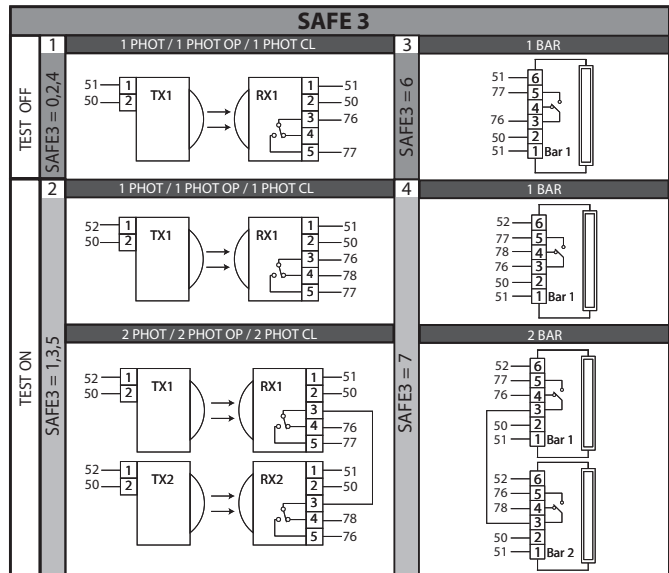 SAFE 3
TEST OFF
SAFE3 = 0,2,4
1
1 PHOT / 1 PHOT OP / 1 PHOT CL
51 1
50 2
TX1
RX1
1 51
2 50
3 76
4
5 77
SAFE3 = 6
3
1 BAR
51 6
77 5
4
76 3
50 2
51 1 Bar 1
TEST ON
SAFE3 = 1,3,5
2
1 PHOT / 1 PHOT OP / 1 PHOT CL
52 1
50 2
TX1
RX1
1 51
2 50
3 76
4 78
5 77
2 PHOT / 2 PHOT OP / 2 PHOT CL
52 1
50 2
TX1
RX1
1 51
2 50
3
4 76
5 77
52 1
50 2
TX2
RX2
1 51
2 50
3
4 78
5 76
SAFE3 = 7
4
1 BAR
52 6
77 5
78 4
76 3
50 2
51 1 Bar 1
2 BAR
52 6
77 5
76 4
3
50 2
51 1 Bar 1
52 6
76 5
78 4
3
50 2
51 1 Bar 2